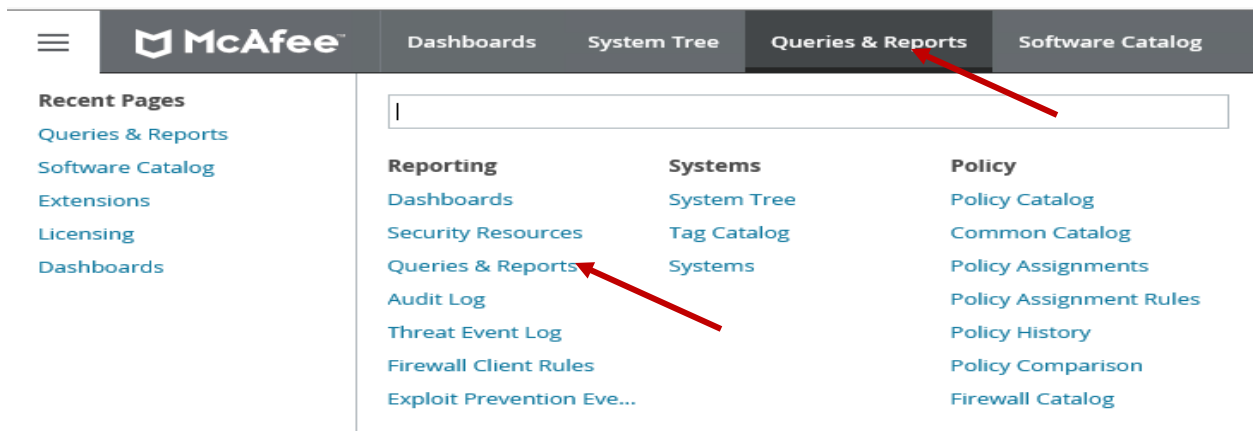 McAfee Dashboards System Tree Queries & Reports Software Catalog
Recent Pages
Queries & Reports
Software Catalog
Extensions
Licensing
Dashboards
Reporting
Dashboards
Security Resources
Queries & Reports
Audit Log
Threat Event Log
Firewall Client Rules
Exploit Prevention Eve...
Systems
System Tree
Tag Catalog
Systems
Policy
Policy Catalog
Common Catalog
Policy Assignments
Policy Assignment Rules
Policy History
Policy Comparison
Firewall Catalog